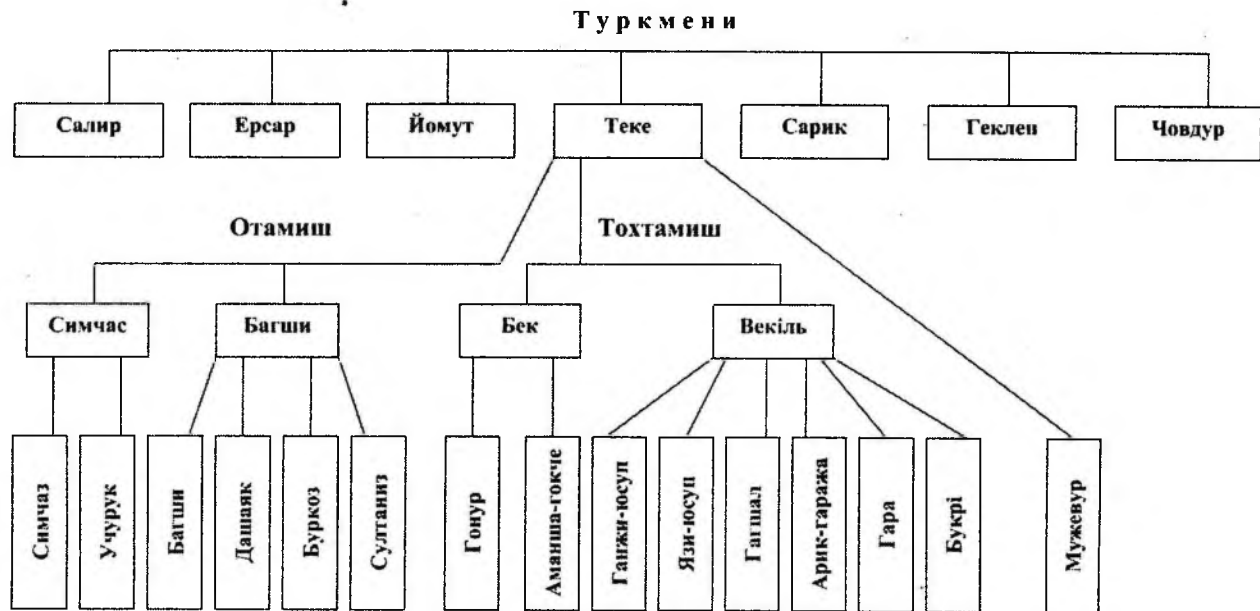 Туркмени
Салир
Ерсар
Йомут
Теке
Сарик
Геклен
Човдур
Отамиш
Тохтамиш
Симчас
Багши
Бек
Векіль
Симчаз
Учурук
Багши
Дашаяк
Буркоз
Султаниз
Гонур
Аманша-гокче
Ганжи-юсуп
Язи-юсуп
Гагшал
Арик-гаража
Гара
Букрі
Мужевур